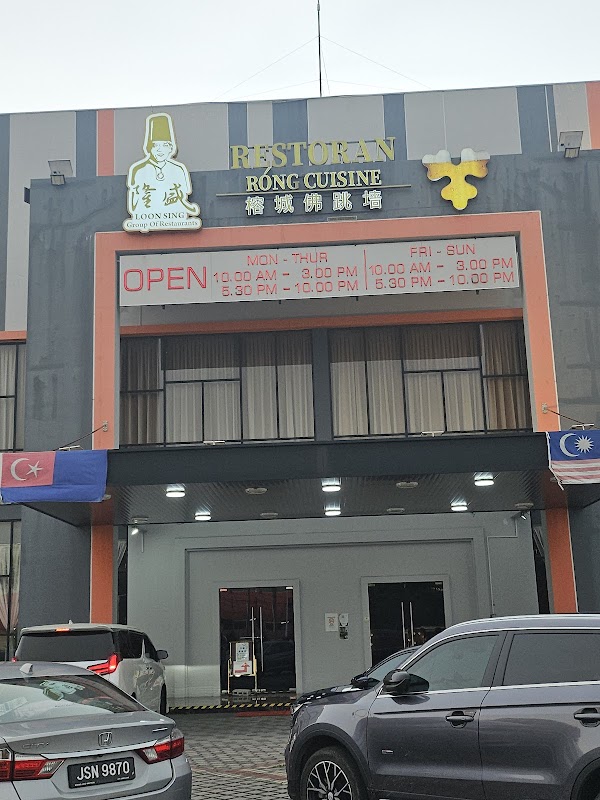 隆盛
LOON SING
Group Of Restaurants
RESTORAN
RONG CUISINE
榕城佛跳墙
OPEN
MON - THUR
10.00 AM - 3.00 PM
5.30 PM - 10.00 PM
FRI - SUN
10.00 AM - 3.00 PM
5.30 PM - 10.00 PM
JSN 9870